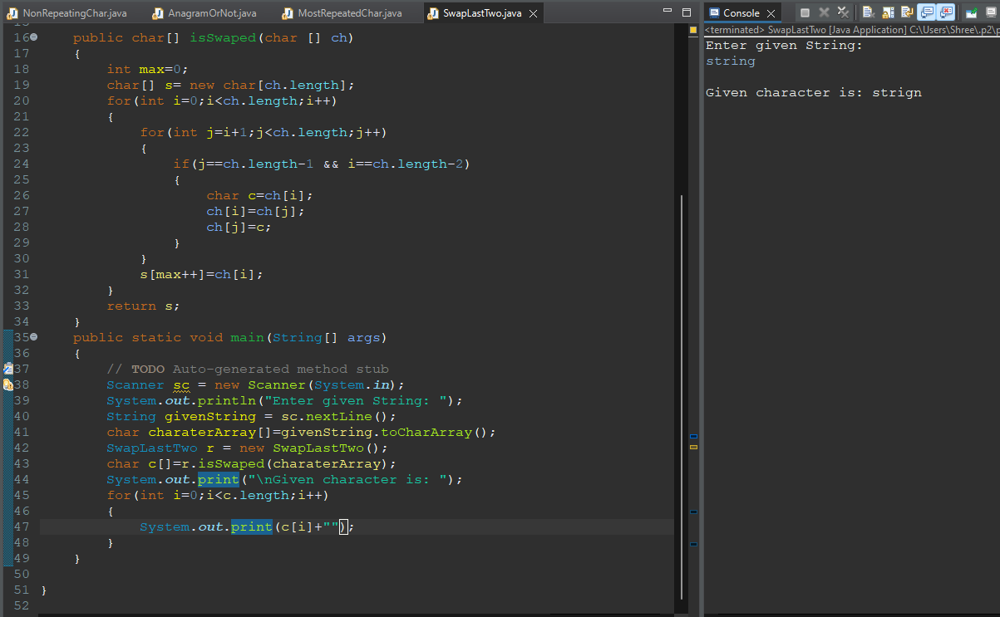 NonRepeatingChar.java AnagramOrNot.java MostRepeatedChar.java SwapLastTwo.java
16 public char[] isSwaped(char [] ch)
17 {
18 int max=0;
19 char[] s= new char[ch.length];
20 for(int i=0;i<ch.length;i++)
21 {
22 for(int j=i+1;j<ch.length;j++)
23 {
24 if(j==ch.length-1 && i==ch.length-2)
25 {
26 char c=ch[i];
27 ch[i]=ch[j];
28 ch[j]=c;
29 }
30 }
31 s[max++]=ch[i];
32 }
33 return s;
34 }
35 public static void main(String[] args)
36 {
37 // TODO Auto-generated method stub
38 Scanner sc = new Scanner(System.in);
39 System.out.println("Enter given String: ");
40 String givenString = sc.nextLine();
41 char charaterArray[]=givenString.toCharArray();
42 SwapLastTwo r = new SwapLastTwo();
43 char c[]=r.isSwaped(charaterArray);
44 System.out.print("\nGiven character is: ");
45 for(int i=0;i<c.length;i++)
46 {
47 System.out.print(c[i]+"");
48 }
49 }
50
51 }
52
Console
<terminated> SwapLastTwo [Java Application] C:\Users\Shree\.p2\p
Enter given String:
string
Given character is: strign